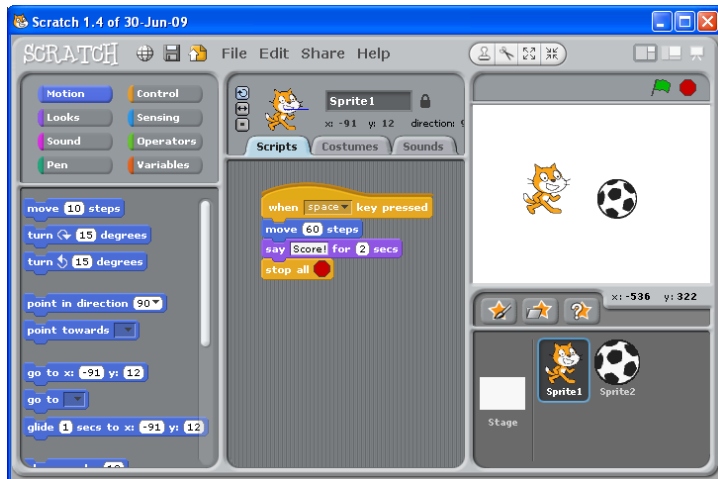 Scratch 1.4 of 30-Jun-09
SCRATCH File Edit Share Help
Motion Control
Looks Sensing
Sound Operators
Pen Variables
move 10 steps
turn 15 degrees
turn 15 degrees
point in direction 90
point towards
go to x: -91 y: 12
go to
glide 1 secs to x: -91 y: 12
Sprite1
x: -91 y: 12 direction:
Scripts Costumes Sounds
when space key pressed
move 60 steps
say Score! for 2 secs
stop all
x: -536 y: 322
Sprite1 Sprite2
Stage